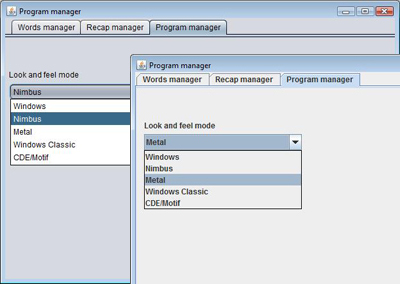 Program manager
Words manager Recap manager Program manager
Look and feel mode
Nimbus
Windows
Nimbus
Metal
Windows Classic
CDE/Motif
Program manager
Words manager Recap manager Program manager
Look and feel mode
Metal
Windows
Nimbus
Metal
Windows Classic
CDE/Motif